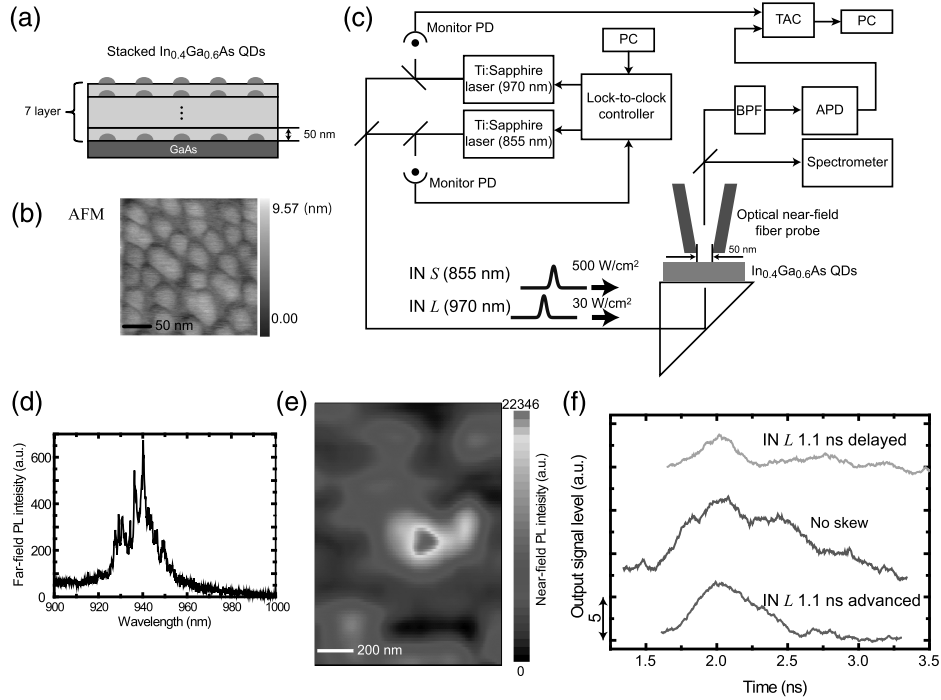 (a)
Stacked In0.4Ga0.6As QDs
7 layer
50 nm
GaAs
(b)
AFM
9.57 (nm)
0.00
50 nm
(c)
Monitor PD
TAC
PC
PC
Ti:Sapphire
laser (970 nm)
Lock-to-clock
controller
Ti:Sapphire
laser (855 nm)
Monitor PD
BPF
APD
Spectrometer
Optical near-field
fiber probe
50 nm
In0.4Ga0.6As QDs
IN S (855 nm)
500 W/cm2
IN L (970 nm)
30 W/cm2
(d)
Far-field PL inteisity (a.u.)
600
400
200
0
900
920
940
960
980
1000
Wavelength (nm)
(e)
22346
Near-field PL inteisity (a.u.)
0
200 nm
(f)
Output signal level (a.u.)
5
IN L 1.1 ns delayed
No skew
IN L 1.1 ns advanced
1.5
2.0
2.5
3.0
3.5
Time (ns)